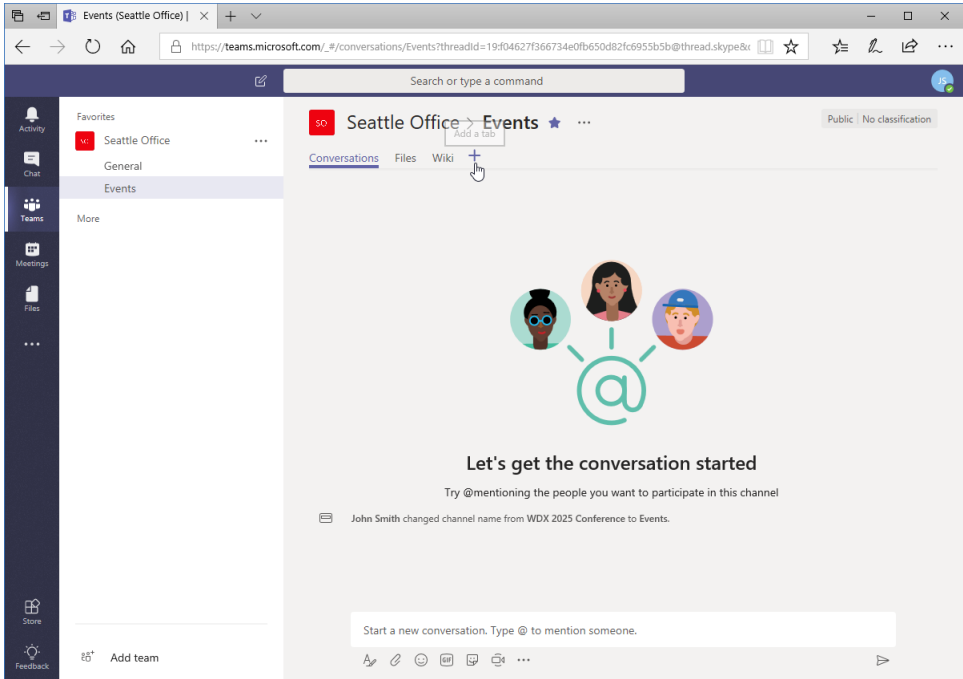 Events (Seattle Office) |
https://teams.microsoft.com/_#/conversations/Events?threadId=19:f04627f366734e0fb650d82fc6955b5b@thread.skype&c
Search or type a command
JS
Activity
Chat
Teams
Meetings
Files
Store
Feedback
Favorites
SO
Seattle Office
General
Events
More
Add team
SO
Seattle Office > Events
Public | No classification
Add a tab
Conversations Files Wiki
Let's get the conversation started
Try @mentioning the people you want to participate in this channel
John Smith changed channel name from WDX 2025 Conference to Events.
Start a new conversation. Type @ to mention someone.
GIF